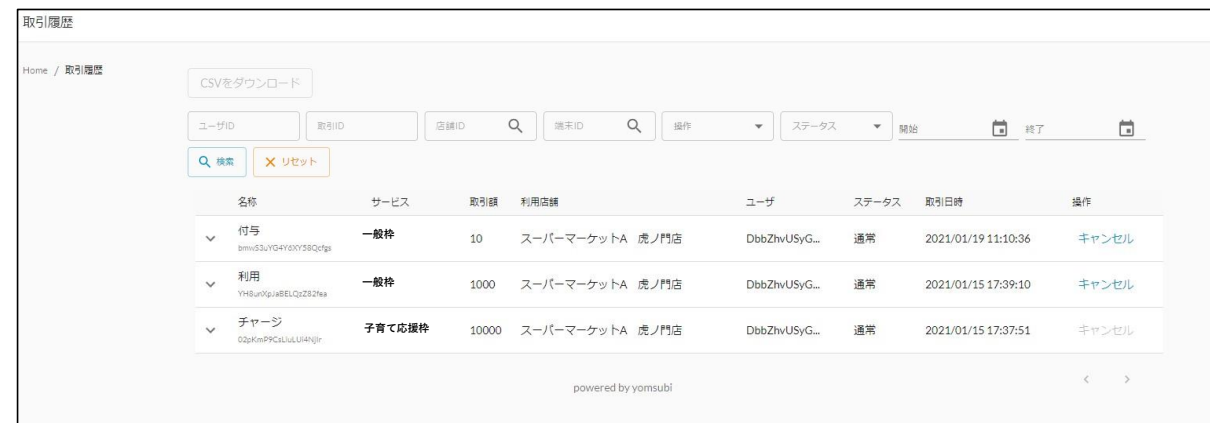 取引履歴
Home / 取引履歴
CSVをダウンロード
ユーザID 取引ID 店舗ID 端末ID 操作 ステータス 開始 終了
検索 リセット
名称 サービス 取引額 利用店舗 ユーザ ステータス 取引日時 操作
付与 一般枠 10 スーパーマーケットA 虎ノ門店 DbbZhvUSyG... 通常 2021/01/19 11:10:36 キャンセル
利用 一般枠 1000 スーパーマーケットA 虎ノ門店 DbbZhvUSyG... 通常 2021/01/15 17:39:10 キャンセル
チャージ 子育て応援枠 10000 スーパーマーケットA 虎ノ門店 DbbZhvUSyG... 通常 2021/01/15 17:37:51 キャンセル
powered by yomsubi